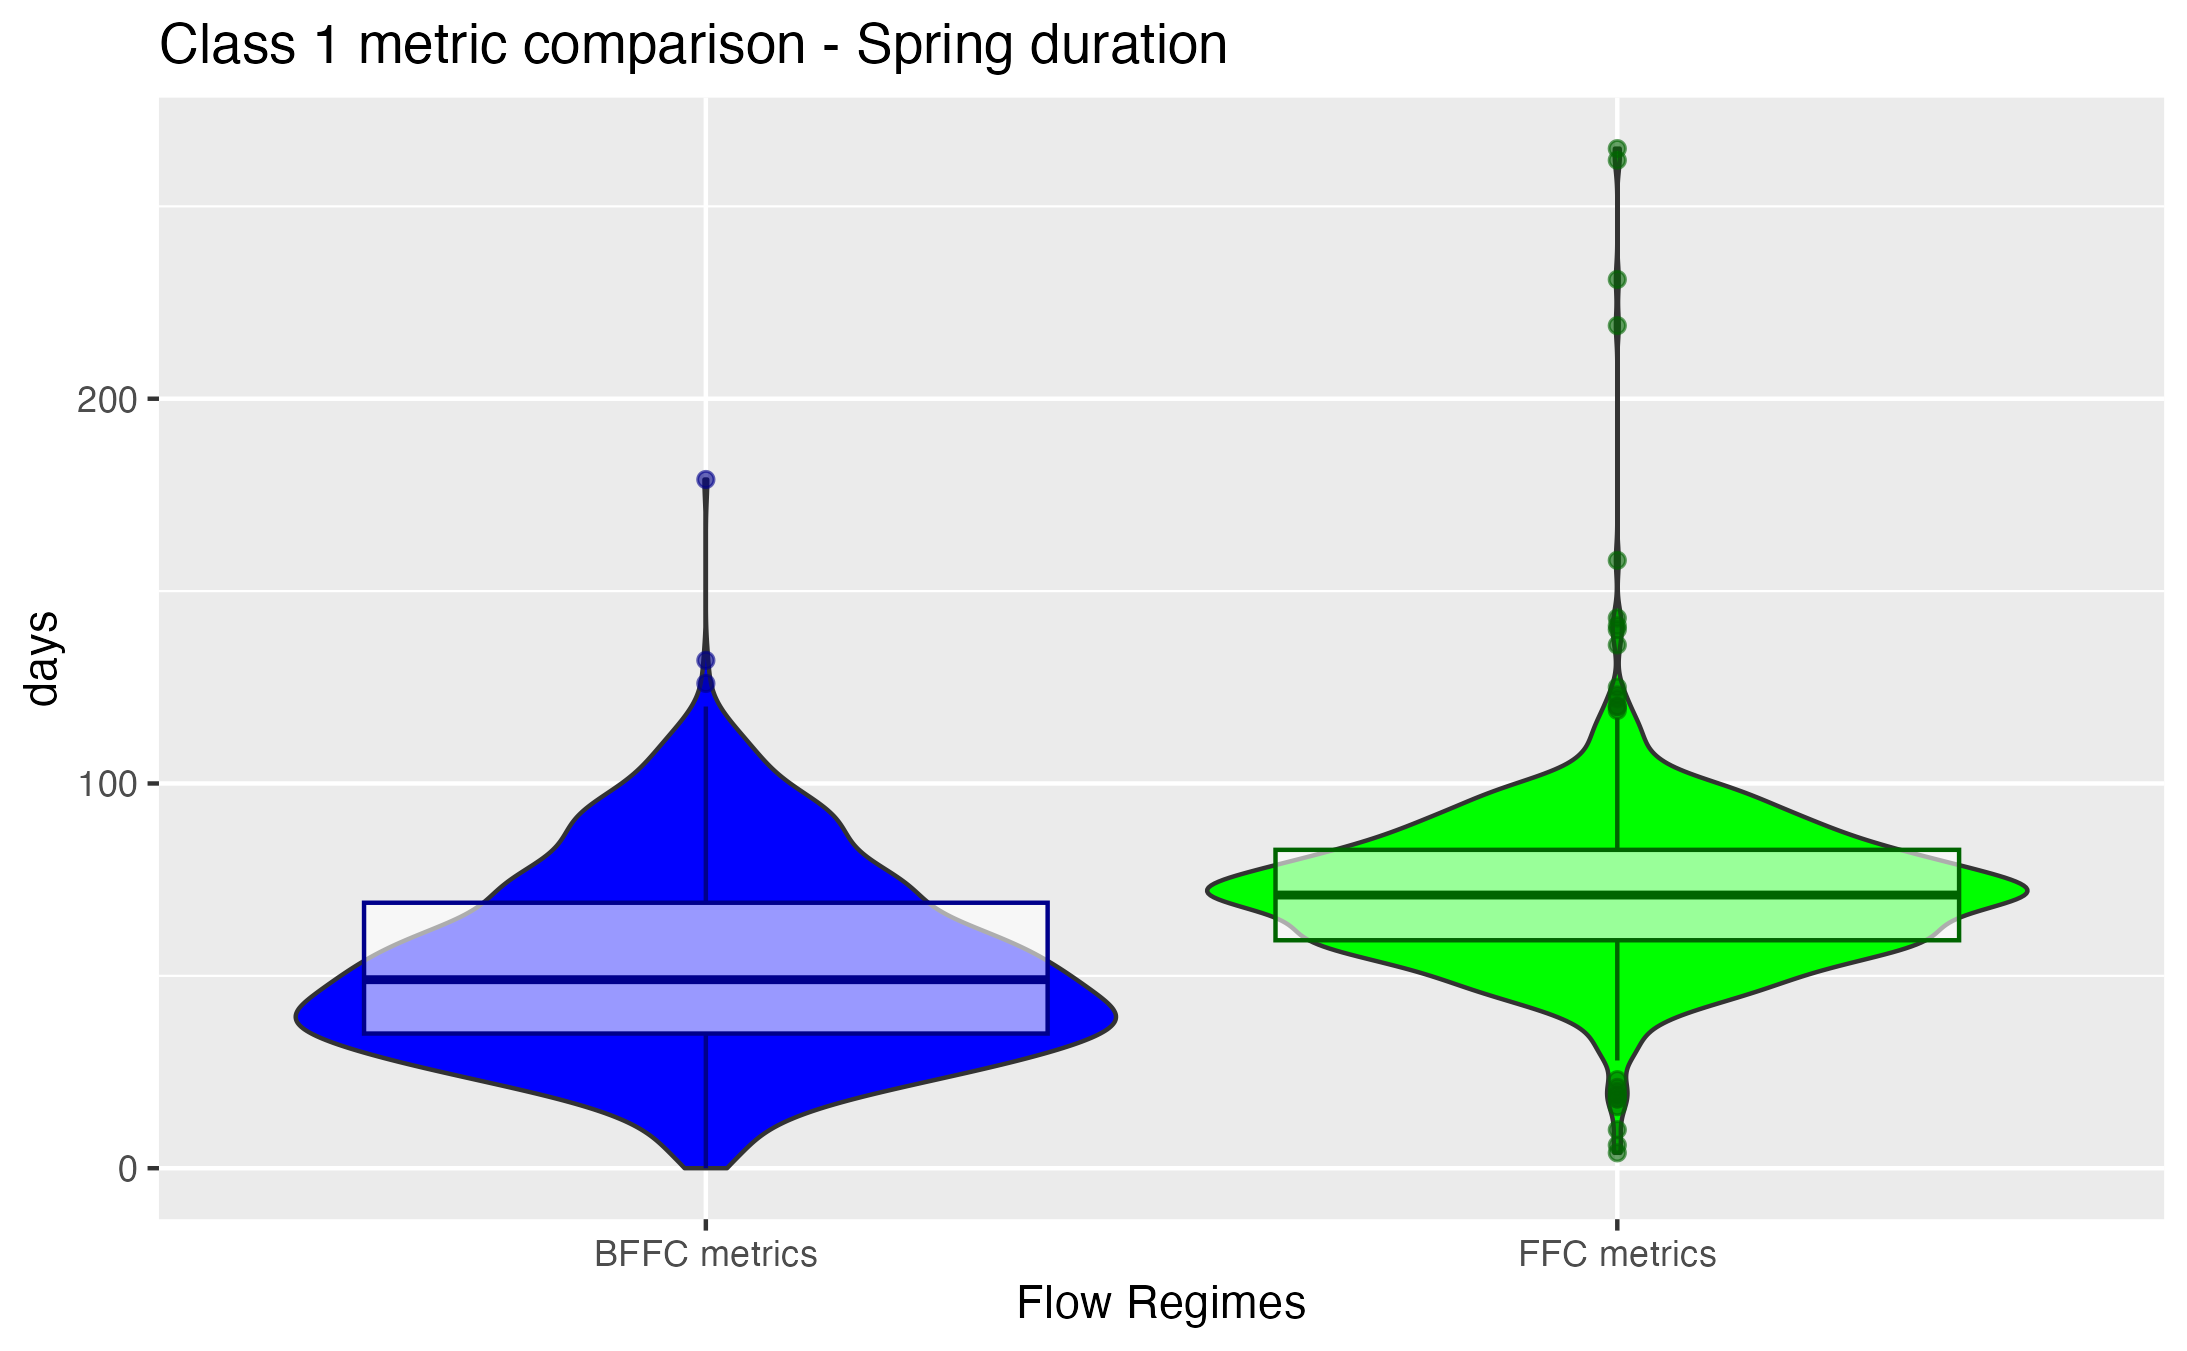 Class 1 metric comparison - Spring duration
days
200
100
0
BFFC metrics
FFC metrics
Flow Regimes